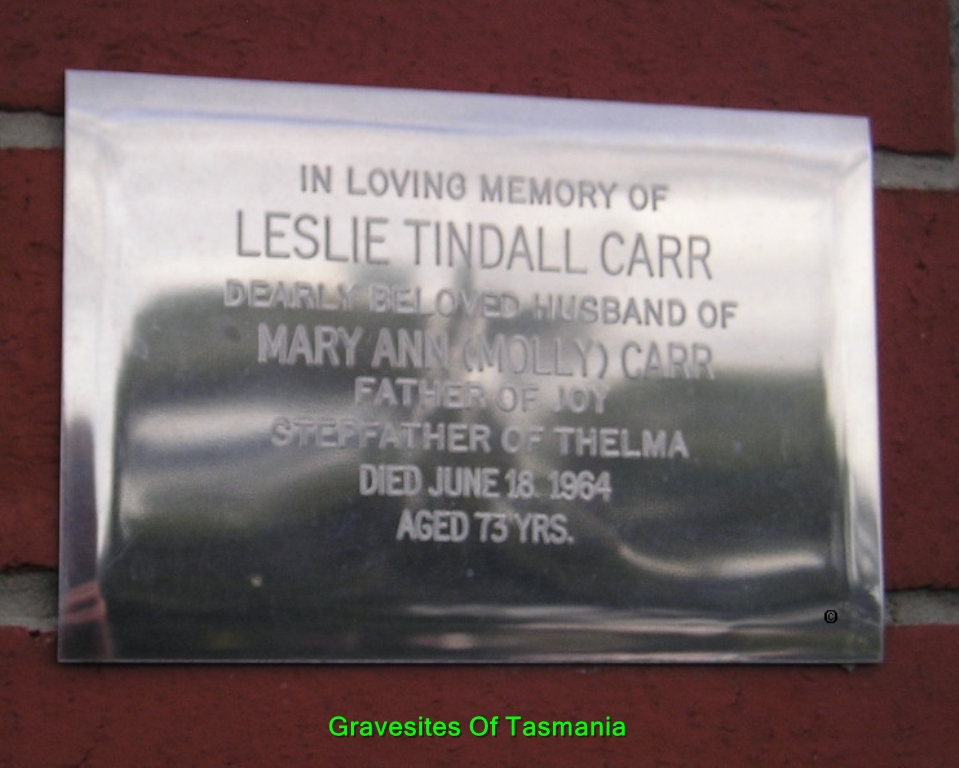 IN LOVING MEMORY OF
LESLIE TINDALL CARR
DEARLY BELOVED HUSBAND OF
MARY ANN (MOLLY) CARR
FATHER OF JOY
STEPFATHER OF THELMA
DIED JUNE 18. 1964
AGED 73 YRS.
©
Gravesites Of Tasmania